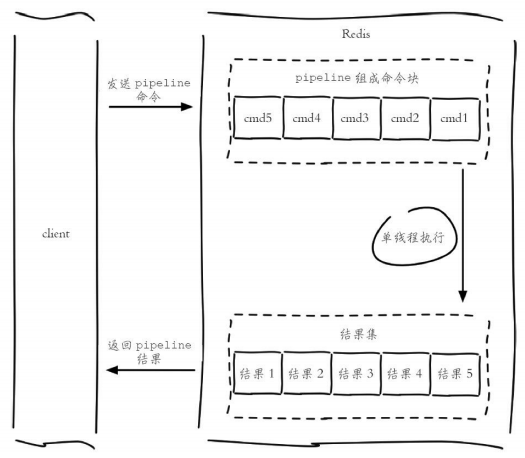 Redis
pipeline 组成命令块
发送 pipeline
命令
cmd5 cmd4 cmd3 cmd2 cmd1
client
单线程执行
结果集
返回 pipeline
结果
结果 1 结果 2 结果 3 结果 4 结果 5